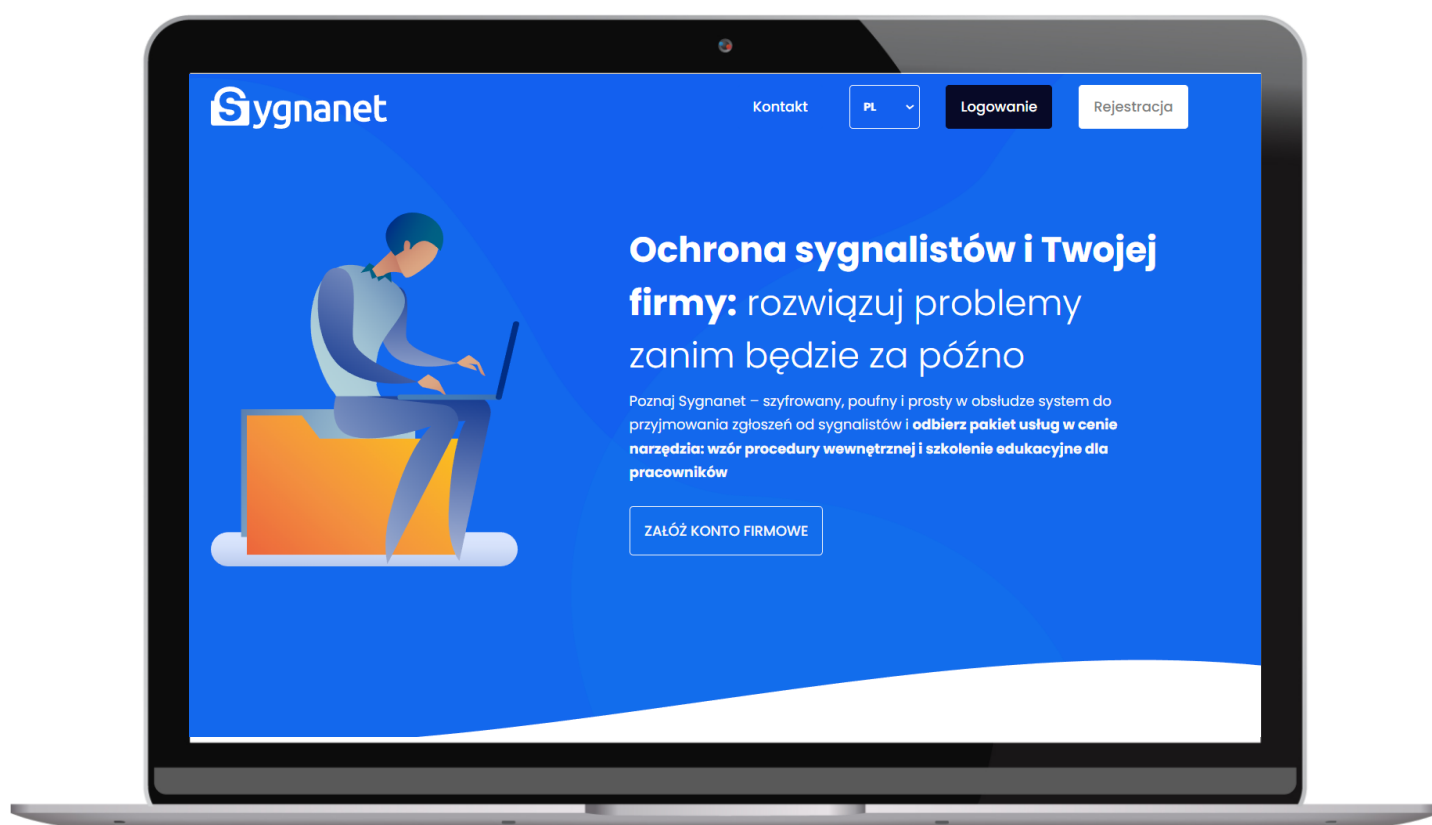 Sygnanet
Kontakt
PL
Logowanie
Rejestracja
Ochrona sygnalistów i Twojej
firmy: rozwiązuj problemy
zanim będzie za późno
Poznaj Sygnanet – szyfrowany, poufny i prosty w obsłudze system do
przyjmowania zgłoszeń od sygnalistów i odbierz pakiet usług w cenie
narzędzia: wzór procedury wewnętrznej i szkolenie edukacyjne dla
pracowników
ZAŁÓŻ KONTO FIRMOWE